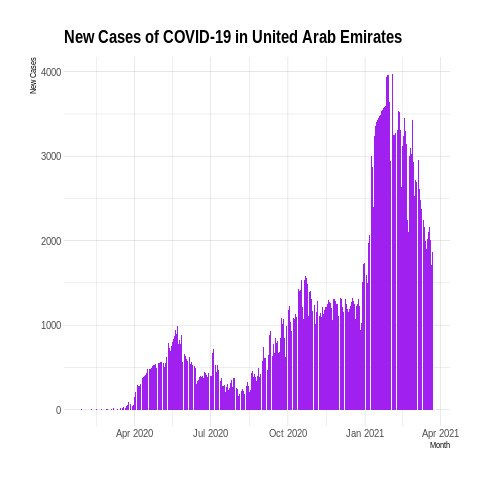 New Cases of COVID-19 in United Arab Emirates
New Cases
4000
3000
2000
1000
0
Apr 2020 Jul 2020 Oct 2020 Jan 2021 Apr 2021
Month